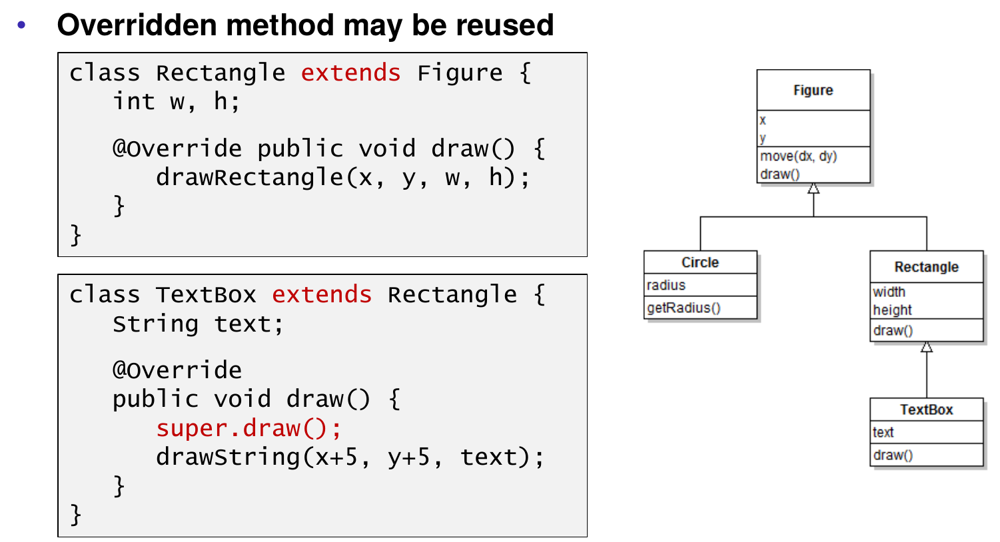 • Overridden method may be reused
class Rectangle extends Figure {
int w, h;
@Override public void draw() {
drawRectangle(x, y, w, h);
}
}
class TextBox extends Rectangle {
String text;
@Override
public void draw() {
super.draw();
drawString(x+5, y+5, text);
}
}
Figure
x
y
move(dx, dy)
draw()
Circle
radius
getRadius()
Rectangle
width
height
draw()
TextBox
text
draw()